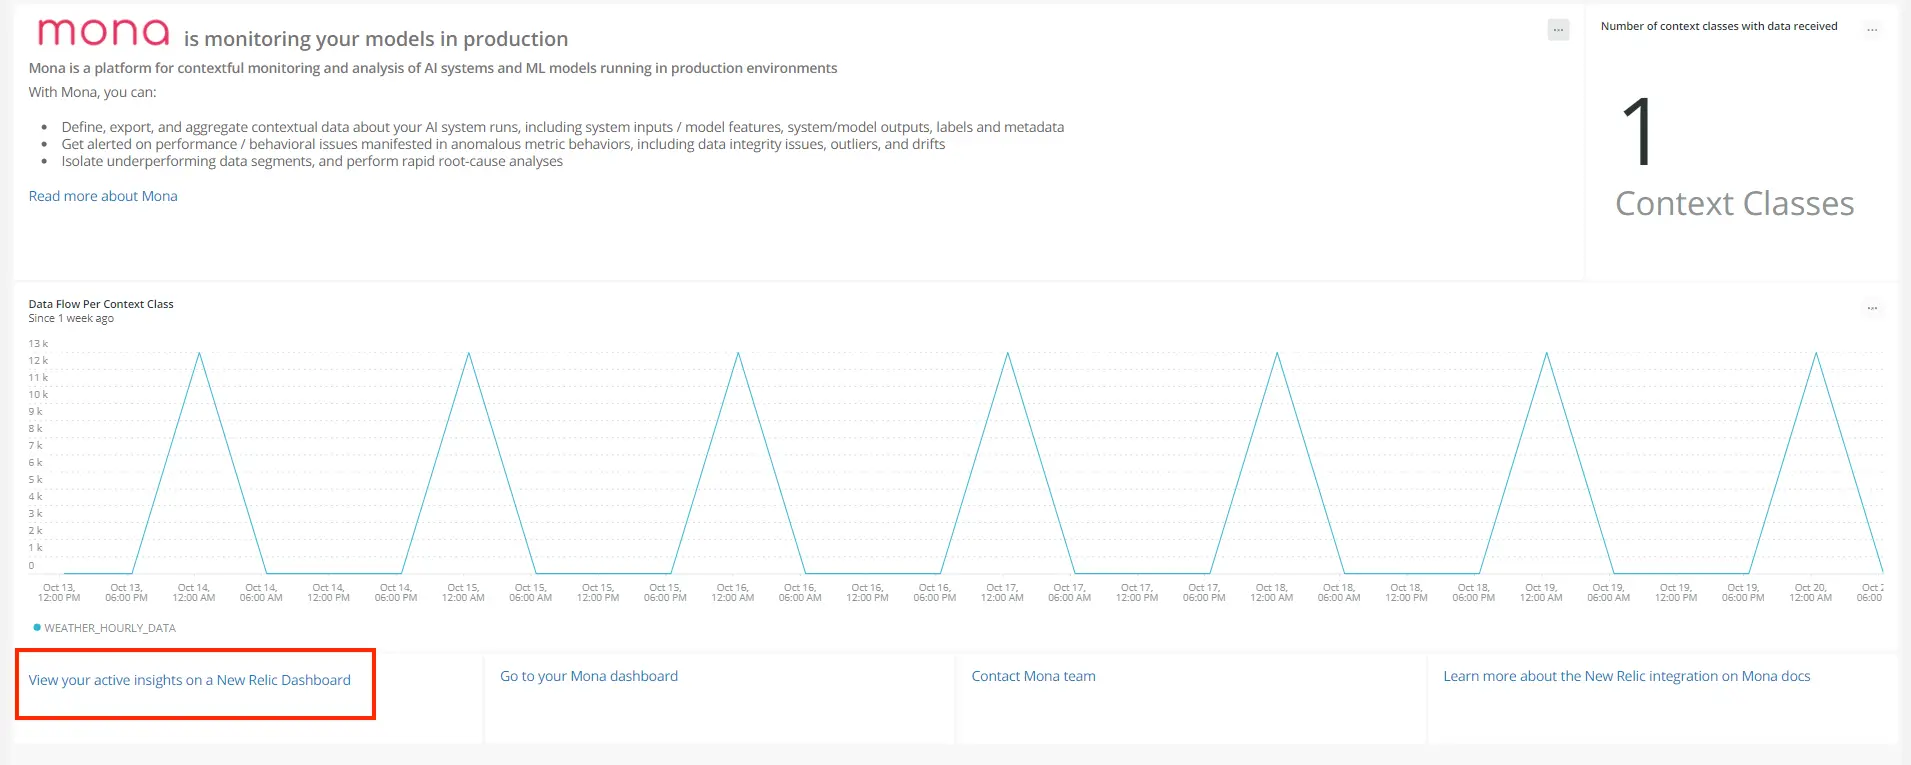 mona is monitoring your models in production
Mona is a platform for contextful monitoring and analysis of AI systems and ML models running in production environments
With Mona, you can:
• Define, export, and aggregate contextual data about your AI system runs, including system inputs / model features, system/model outputs, labels and metadata
• Get alerted on performance / behavioral issues manifested in anomalous metric behaviors, including data integrity issues, outliers, and drifts
• Isolate underperforming data segments, and perform rapid root-cause analyses
Read more about Mona
...
Number of context classes with data received
...
1
Context Classes
Data Flow Per Context Class
...
Since 1 week ago
13 k
12 k
11 k
10 k
9 k
8 k
7 k
6 k
5 k
4 k
3 k
2 k
1 k
0
Oct 13, Oct 13, Oct 14, Oct 14, Oct 14, Oct 14, Oct 15, Oct 15, Oct 15, Oct 15, Oct 16, Oct 16, Oct 16, Oct 16, Oct 17, Oct 17, Oct 17, Oct 17, Oct 18, Oct 18, Oct 18, Oct 18, Oct 19, Oct 19, Oct 19, Oct 19, Oct 20, Oct
12:00 PM 06:00 PM 12:00 AM 06:00 AM 12:00 PM 06:00 PM 12:00 AM 06:00 AM 12:00 PM 06:00 PM 12:00 AM 06:00 AM 12:00 PM 06:00 PM 12:00 AM 06:00 AM 12:00 PM 06:00 PM 12:00 AM 06:00 AM 12:00 PM 06:00 PM 12:00 AM 06:00 AM 12:00 PM 06:00 PM 12:00 AM 06:00
WEATHER_HOURLY_DATA
View your active insights on a New Relic Dashboard
Go to your Mona dashboard
Contact Mona team
Learn more about the New Relic integration on Mona docs